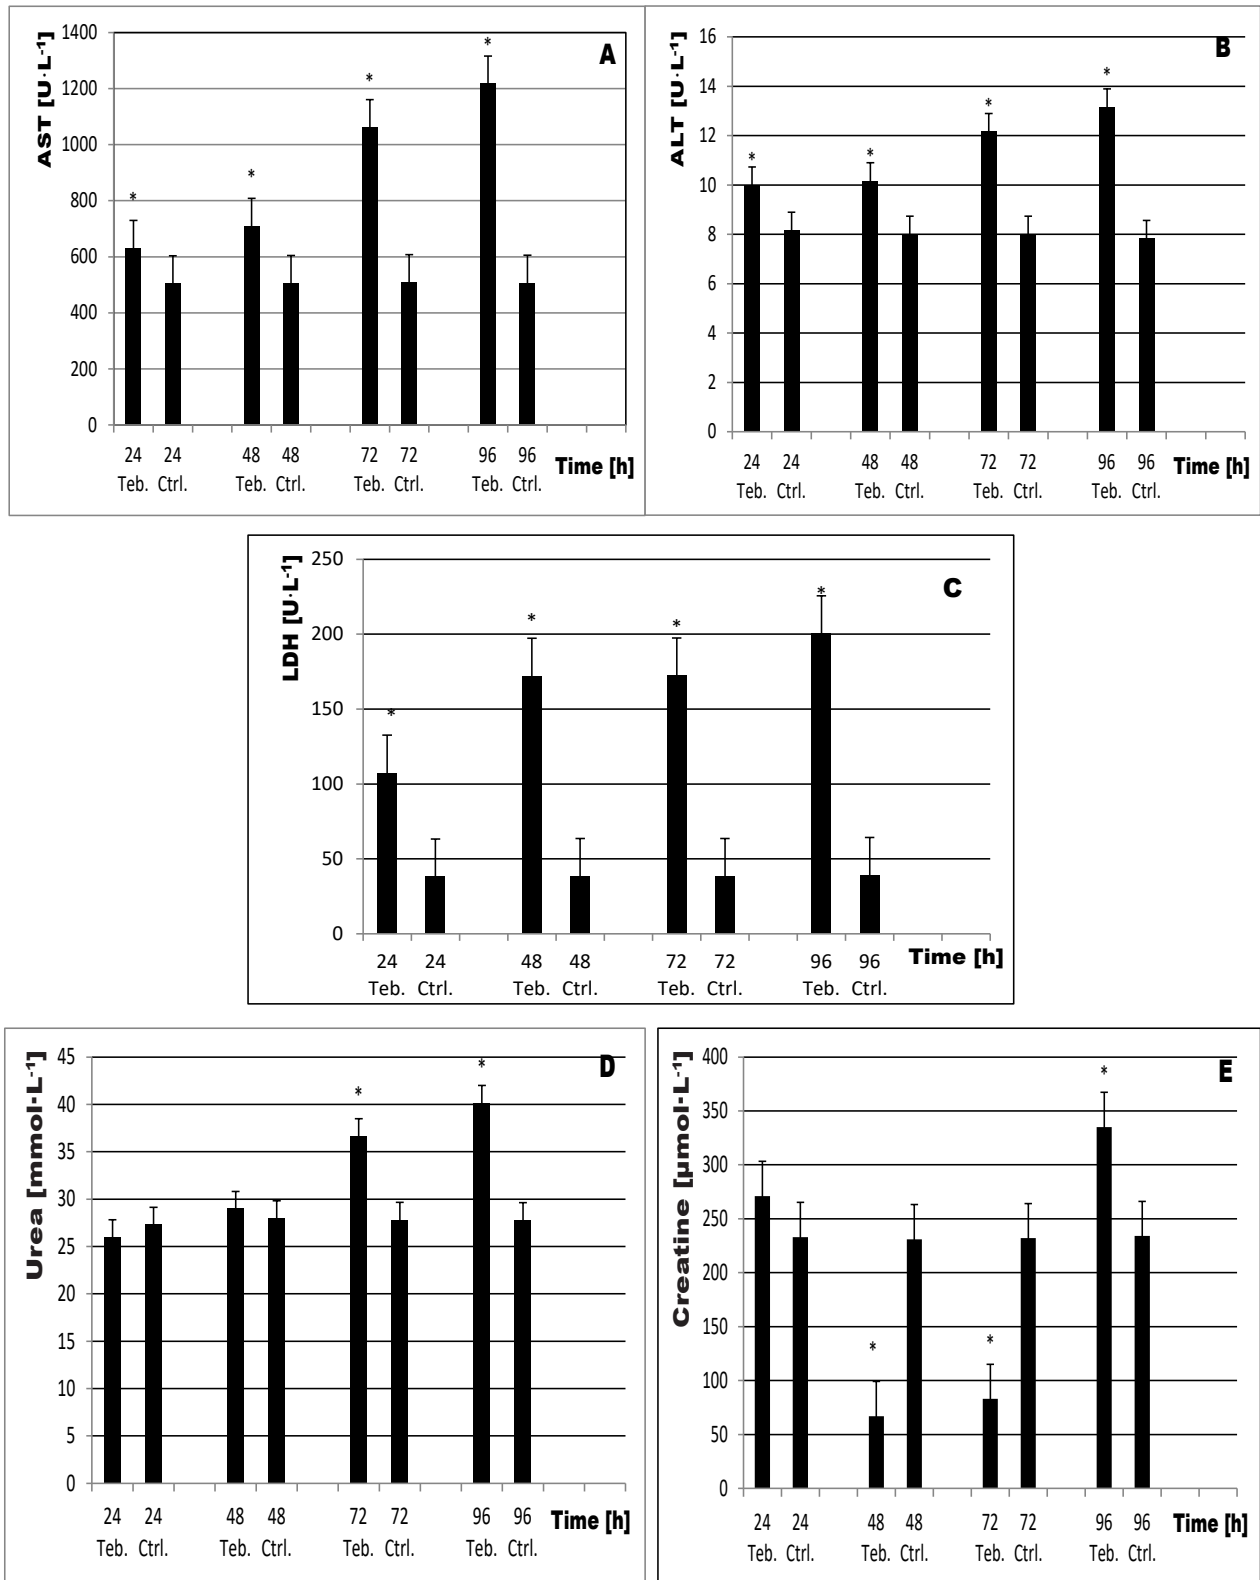 A
AST [U·L-1]
1400
1200
1000
800
600
400
200
0
24 24 48 48 72 72 96 96 Time [h]
Teb. Ctrl. Teb. Ctrl. Teb. Ctrl. Teb. Ctrl.
* * * *
B
ALT [U·L-1]
16
14
12
10
8
6
4
2
0
24 24 48 48 72 72 96 96 Time [h]
Teb. Ctrl. Teb. Ctrl. Teb. Ctrl. Teb. Ctrl.
* * * *
C
LDH [U·L-1]
250
200
150
100
50
0
24 24 48 48 72 72 96 96 Time [h]
Teb. Ctrl. Teb. Ctrl. Teb. Ctrl. Teb. Ctrl.
* * * *
D
Urea [mmol·L-1]
45
40
35
30
25
20
15
10
5
0
24 24 48 48 72 72 96 96 Time [h]
Teb. Ctrl. Teb. Ctrl. Teb. Ctrl. Teb. Ctrl.
* *
E
Creatine [µmol·L-1]
400
350
300
250
200
150
100
50
0
24 24 48 48 72 72 96 96 Time [h]
Teb. Ctrl. Teb. Ctrl. Teb. Ctrl. Teb. Ctrl.
* * *